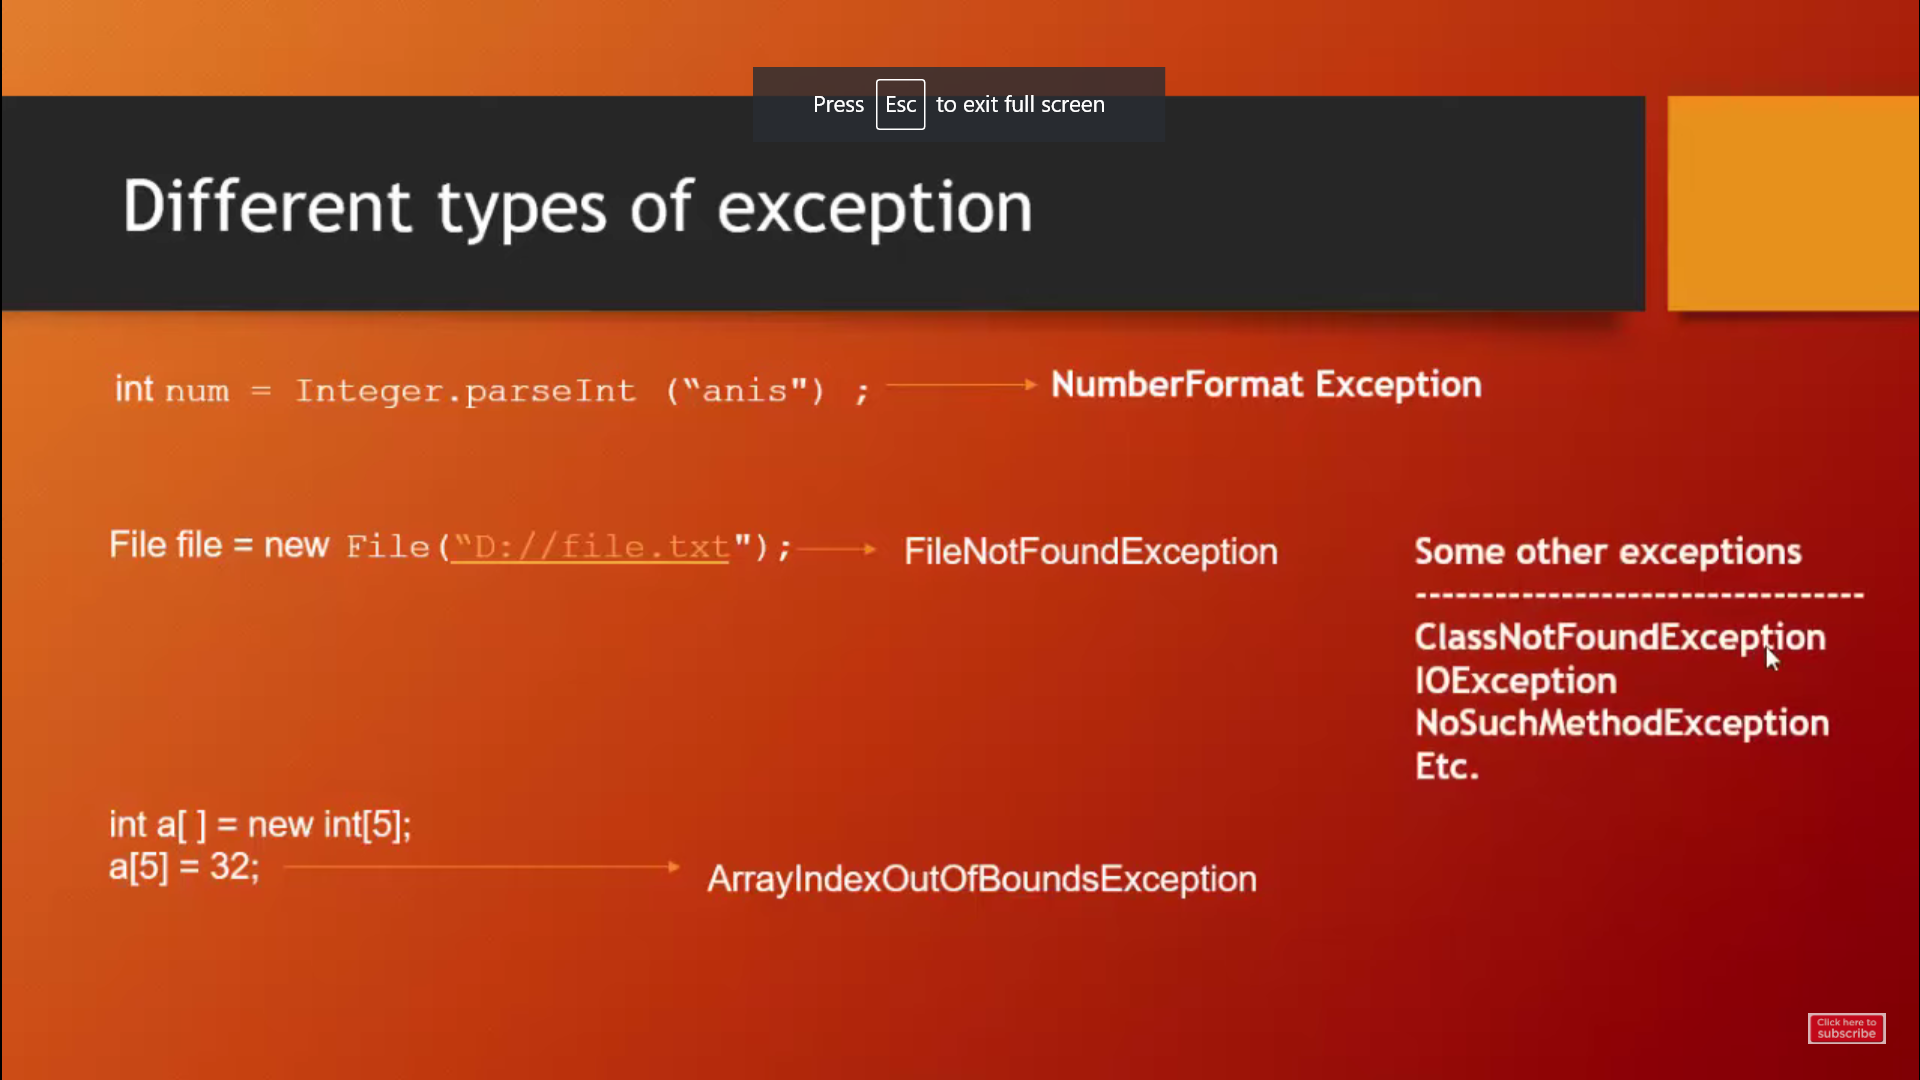 Press Esc to exit full screen
Different types of exception
int num = Integer.parseInt (“anis") ;
NumberFormat Exception
File file = new File(“D://file.txt");
FileNotFoundException
Some other exceptions
----------------------------------
ClassNotFoundException
IOException
NoSuchMethodException
Etc.
int a[ ] = new int[5];
a[5] = 32;
ArrayIndexOutOfBoundsException
Click here to
subscribe